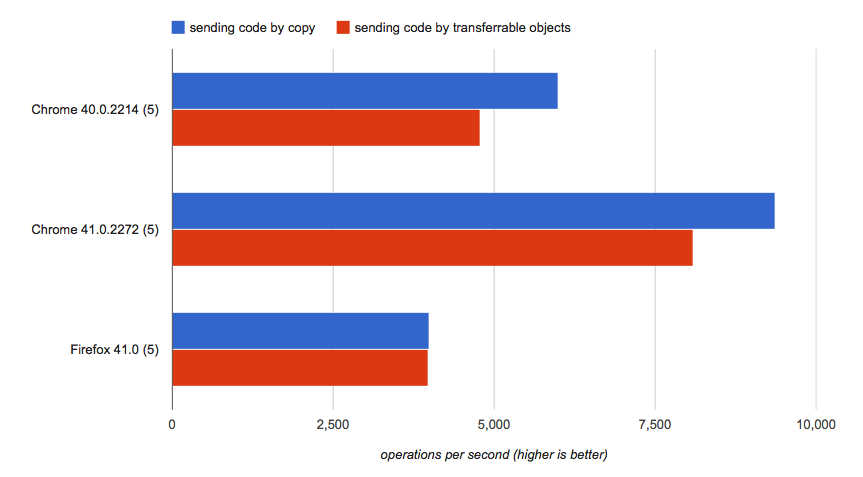 sending code by copy sending code by transferrable objects
Chrome 40.0.2214 (5)
Chrome 41.0.2272 (5)
Firefox 41.0 (5)
0 2,500 5,000 7,500 10,000
operations per second (higher is better)